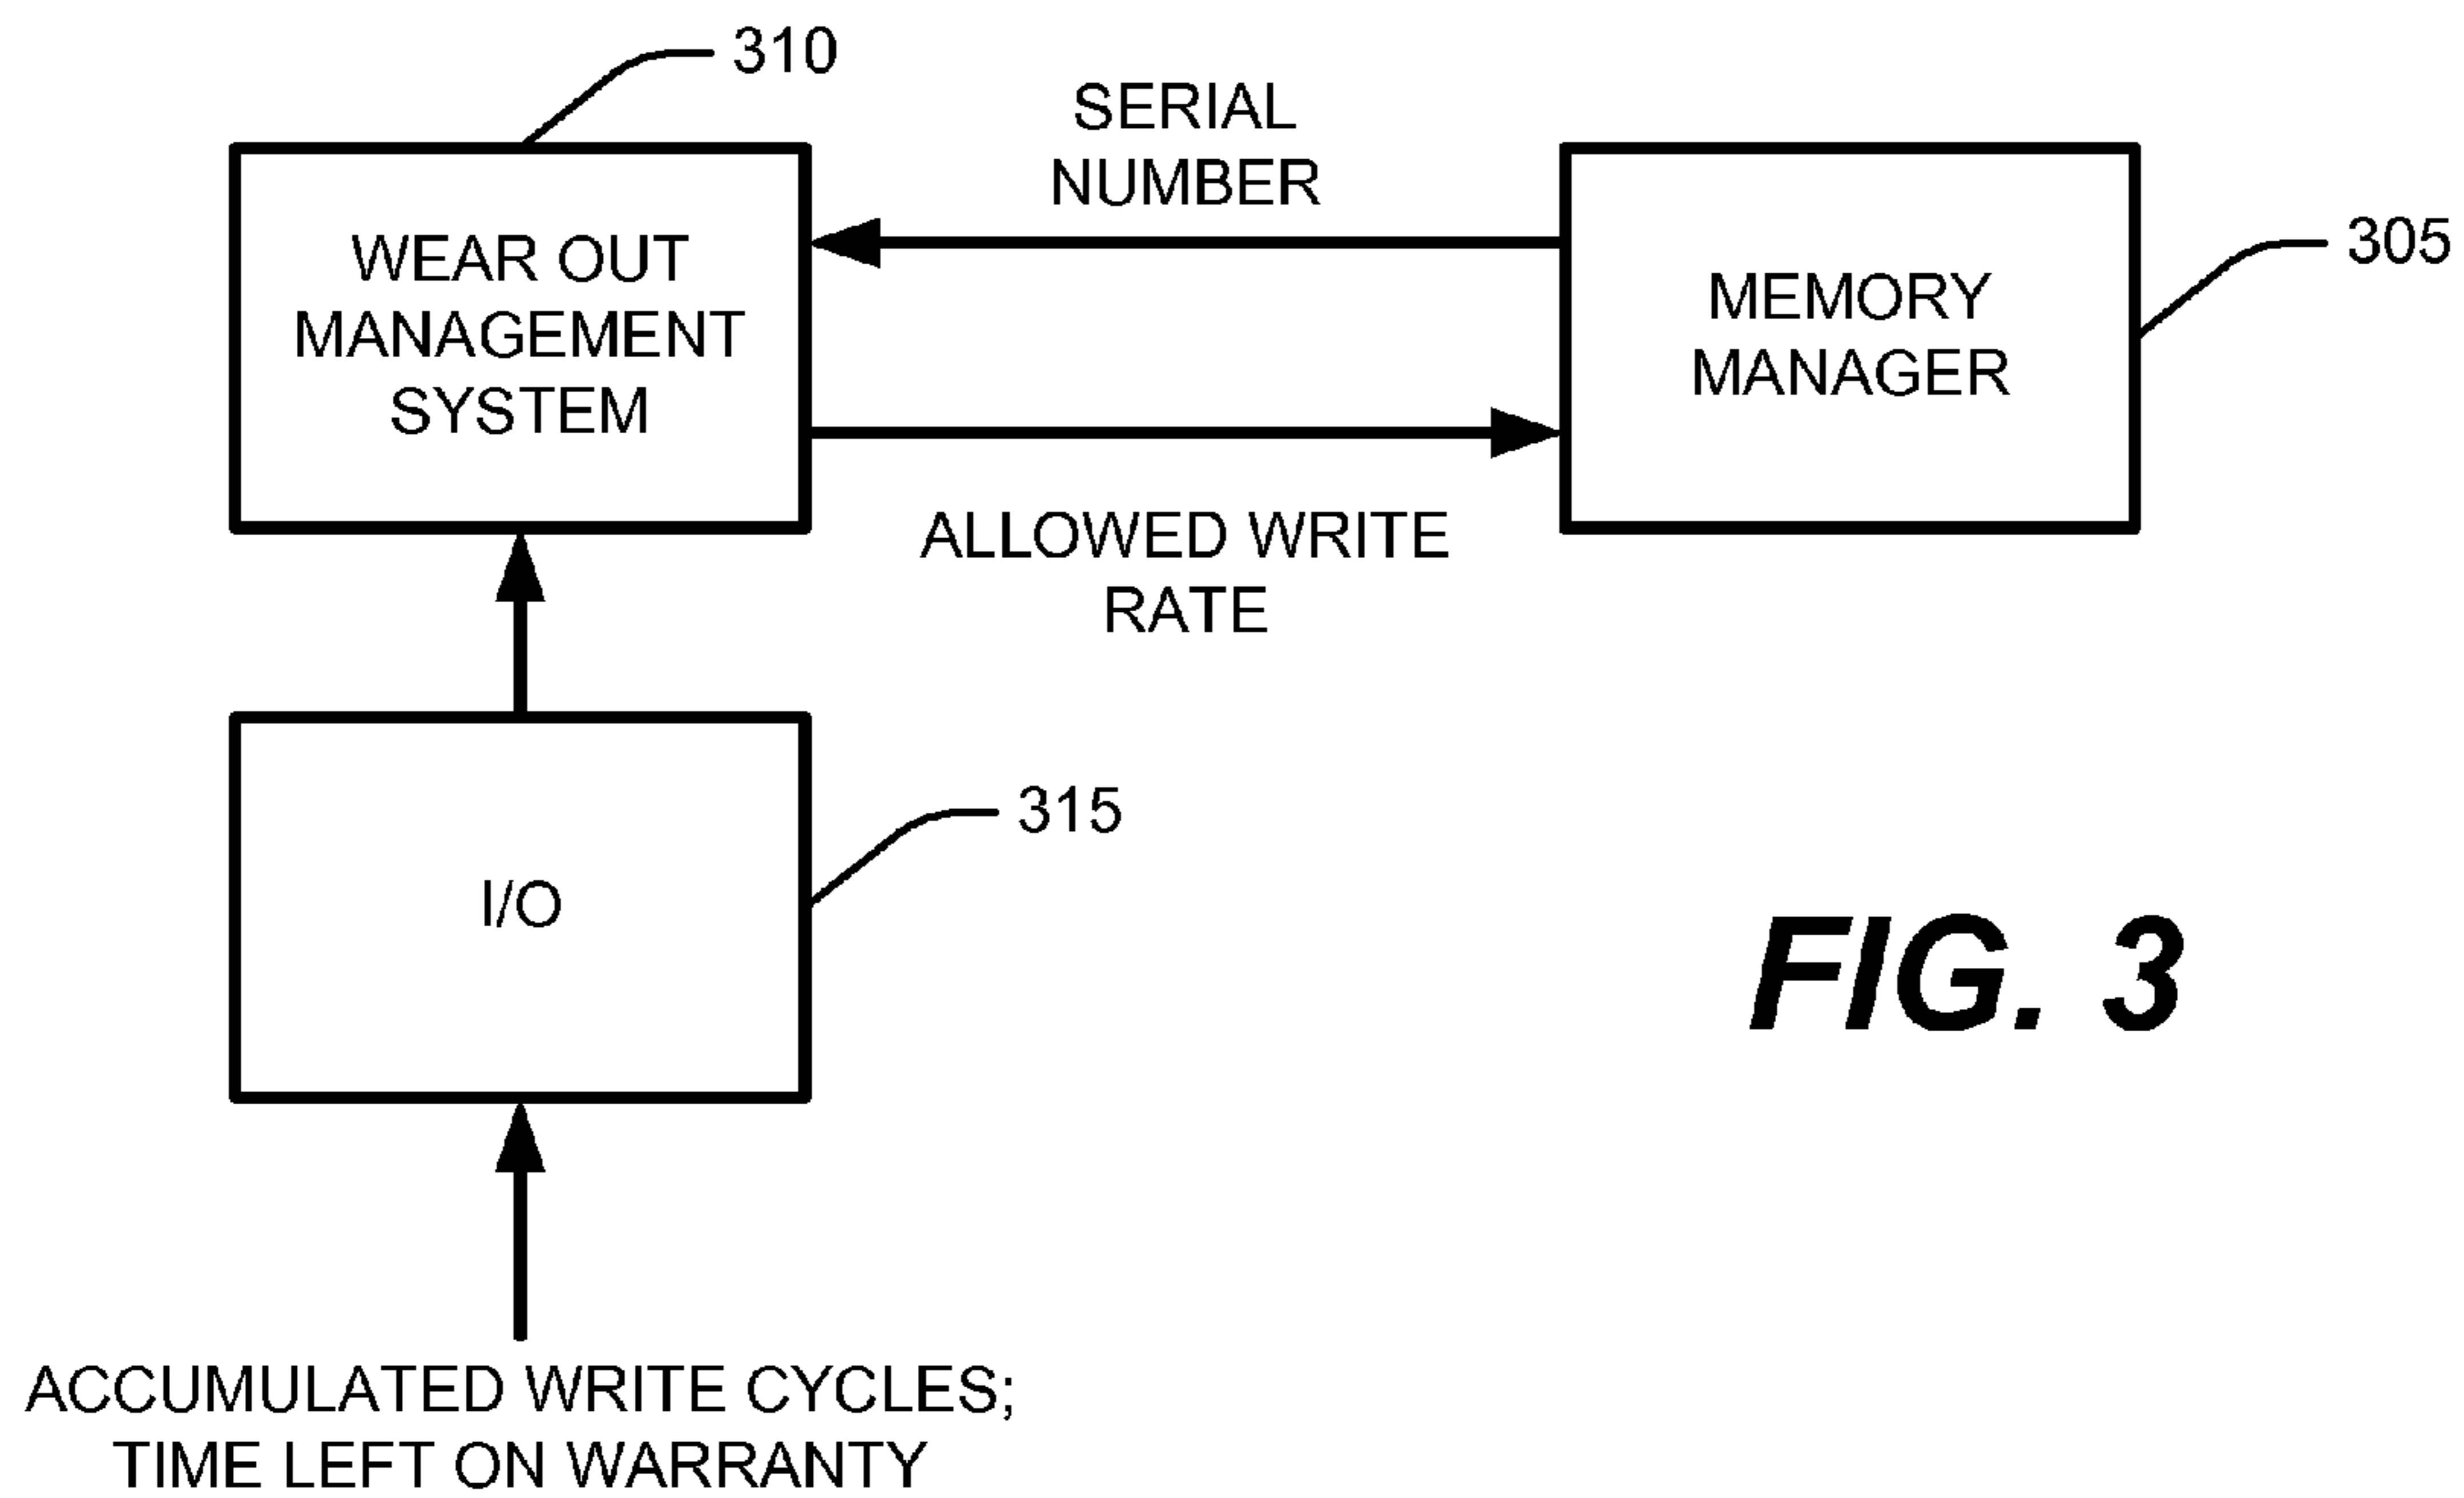 310
SERIAL
NUMBER
305
WEAR OUT
MANAGEMENT
SYSTEM
MEMORY
MANAGER
ALLOWED WRITE
RATE
315
I/O
FIG. 3
ACCUMULATED WRITE CYCLES;
TIME LEFT ON WARRANTY